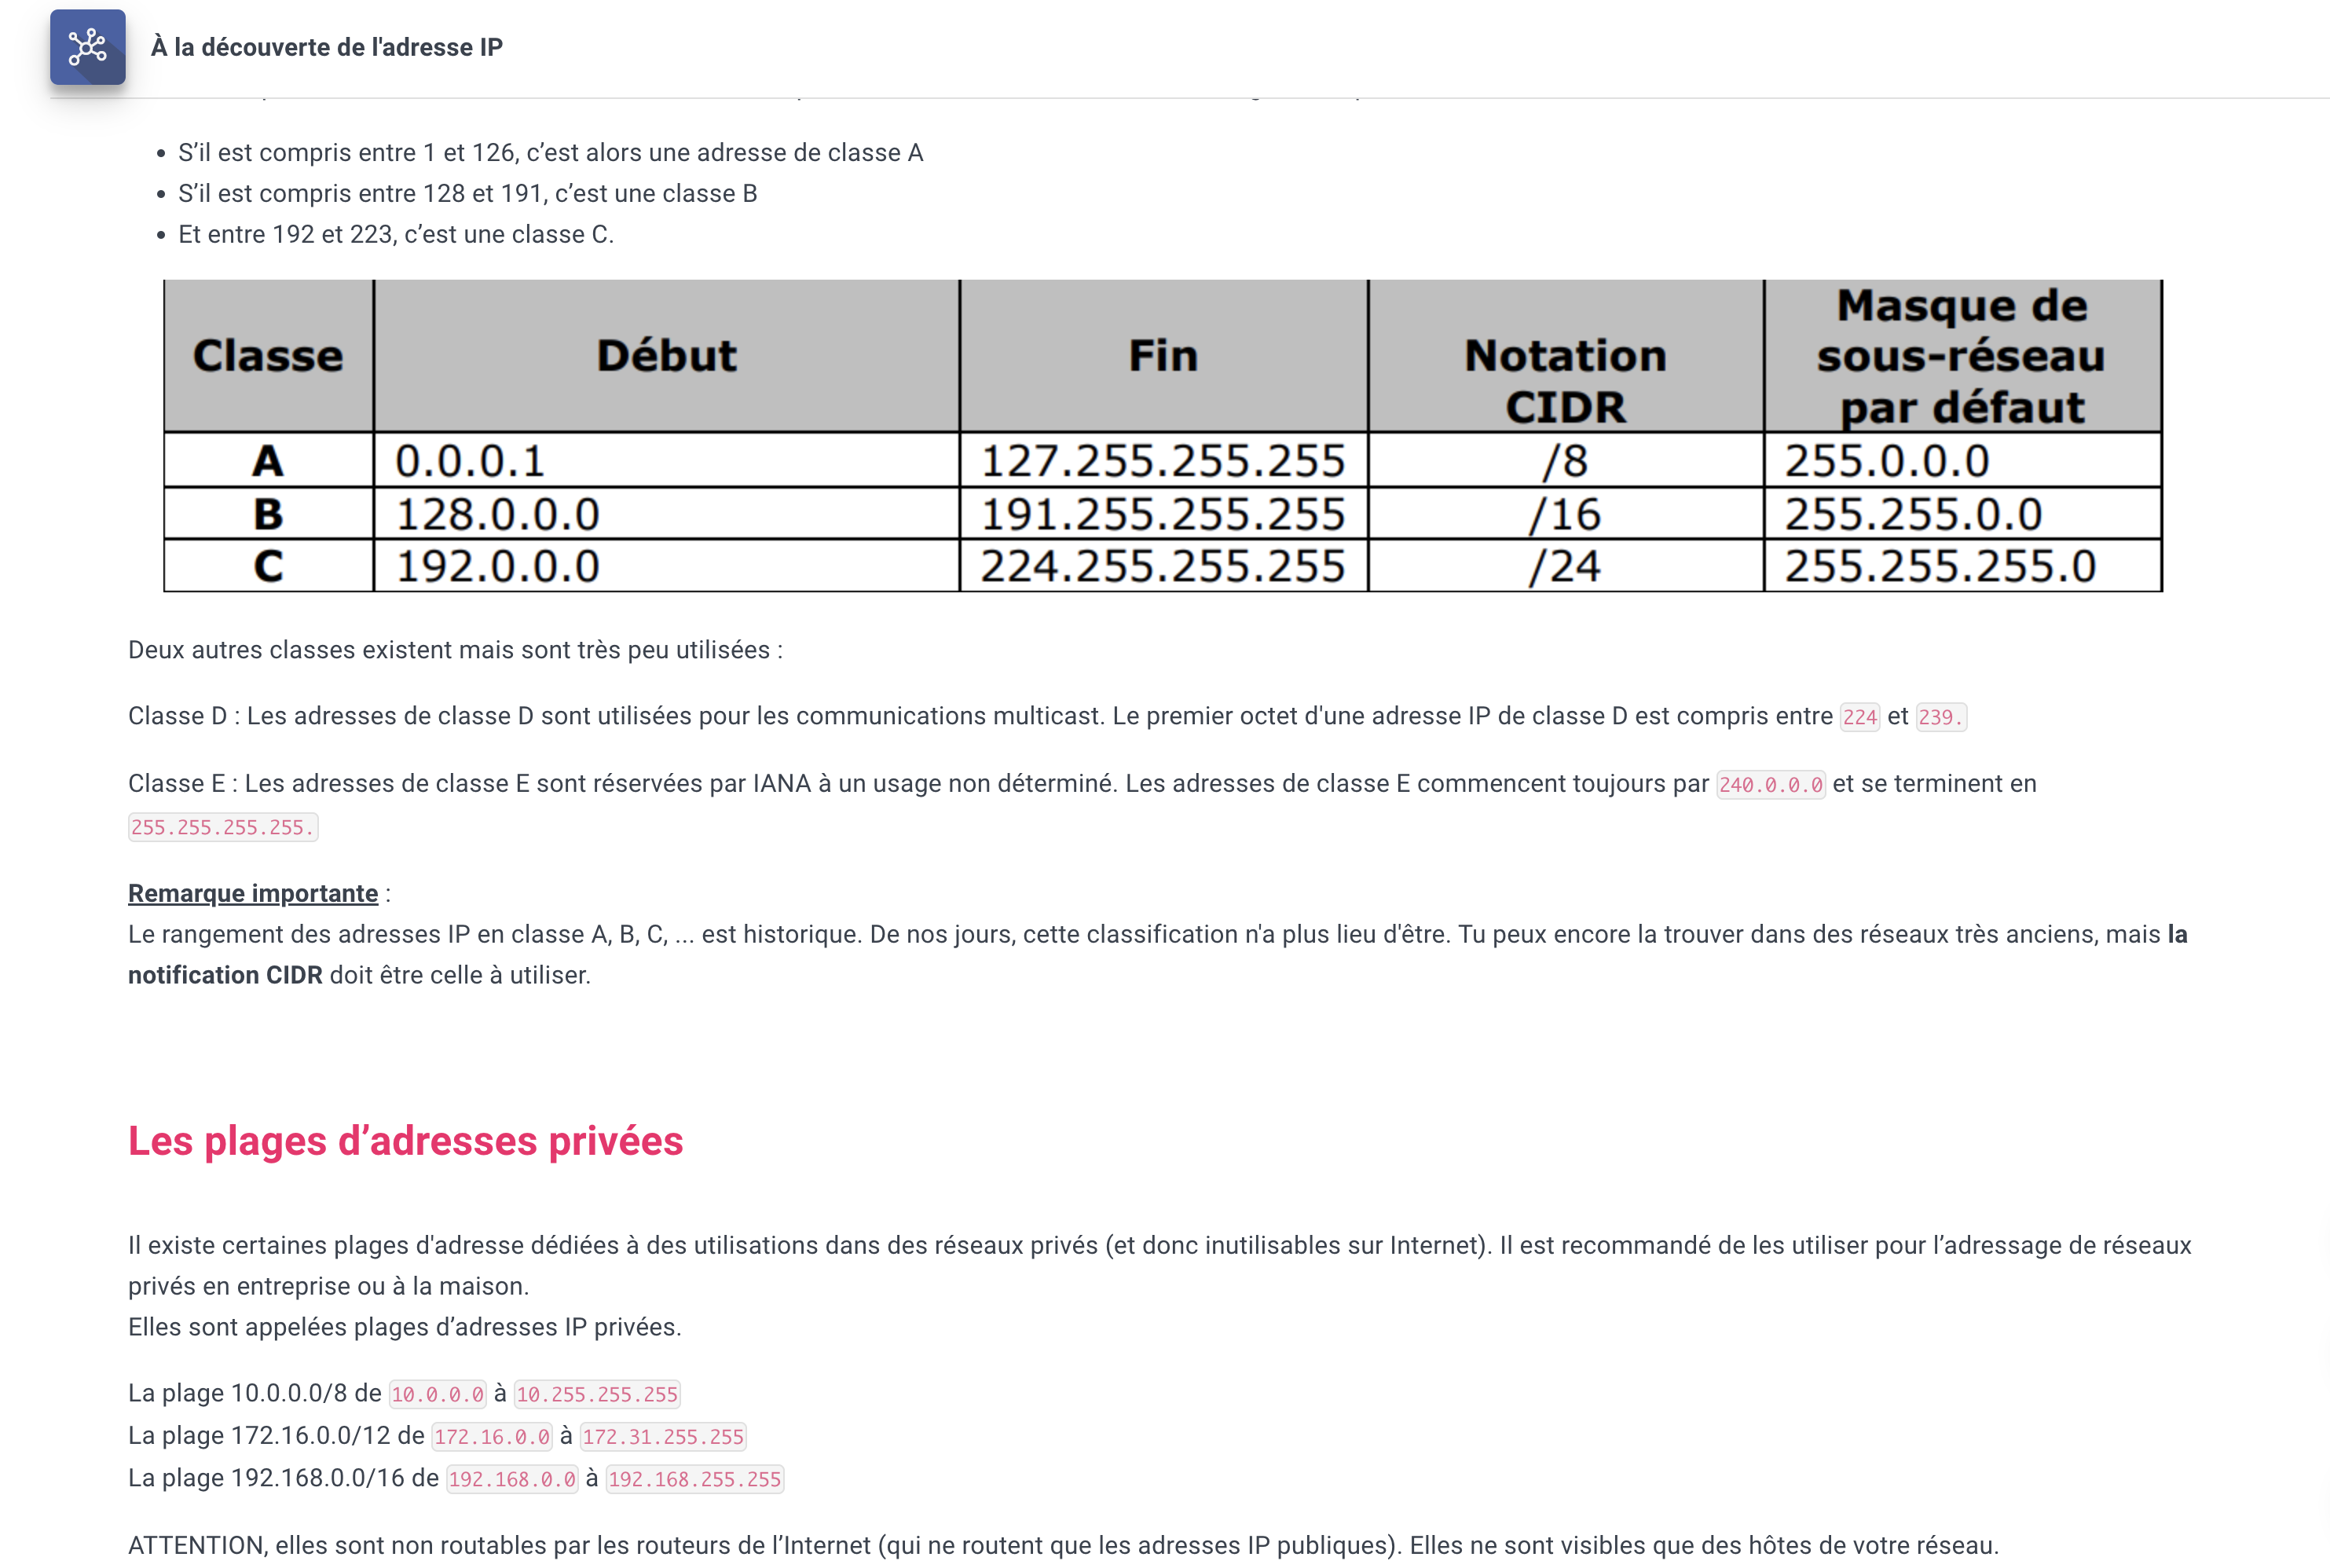 À la découverte de l'adresse IP
S’il est compris entre 1 et 126, c’est alors une adresse de classe A
S’il est compris entre 128 et 191, c’est une classe B
Et entre 192 et 223, c’est une classe C.
Classe Début Fin Notation CIDR Masque de sous-réseau par défaut
A 0.0.0.1 127.255.255.255 /8 255.0.0.0
B 128.0.0.0 191.255.255.255 /16 255.255.0.0
C 192.0.0.0 224.255.255.255 /24 255.255.255.0
Deux autres classes existent mais sont très peu utilisées :
Classe D : Les adresses de classe D sont utilisées pour les communications multicast. Le premier octet d'une adresse IP de classe D est compris entre 224 et 239.
Classe E : Les adresses de classe E sont réservées par IANA à un usage non déterminé. Les adresses de classe E commencent toujours par 240.0.0.0 et se terminent en
255.255.255.255.
Remarque importante :
Le rangement des adresses IP en classe A, B, C, ... est historique. De nos jours, cette classification n'a plus lieu d'être. Tu peux encore la trouver dans des réseaux très anciens, mais la
notification CIDR doit être celle à utiliser.
Les plages d’adresses privées
Il existe certaines plages d'adresse dédiées à des utilisations dans des réseaux privés (et donc inutilisables sur Internet). Il est recommandé de les utiliser pour l’adressage de réseaux
privés en entreprise ou à la maison.
Elles sont appelées plages d’adresses IP privées.
La plage 10.0.0.0/8 de 10.0.0.0 à 10.255.255.255
La plage 172.16.0.0/12 de 172.16.0.0 à 172.31.255.255
La plage 192.168.0.0/16 de 192.168.0.0 à 192.168.255.255
ATTENTION, elles sont non routables par les routeurs de l’Internet (qui ne routent que les adresses IP publiques). Elles ne sont visibles que des hôtes de votre réseau.